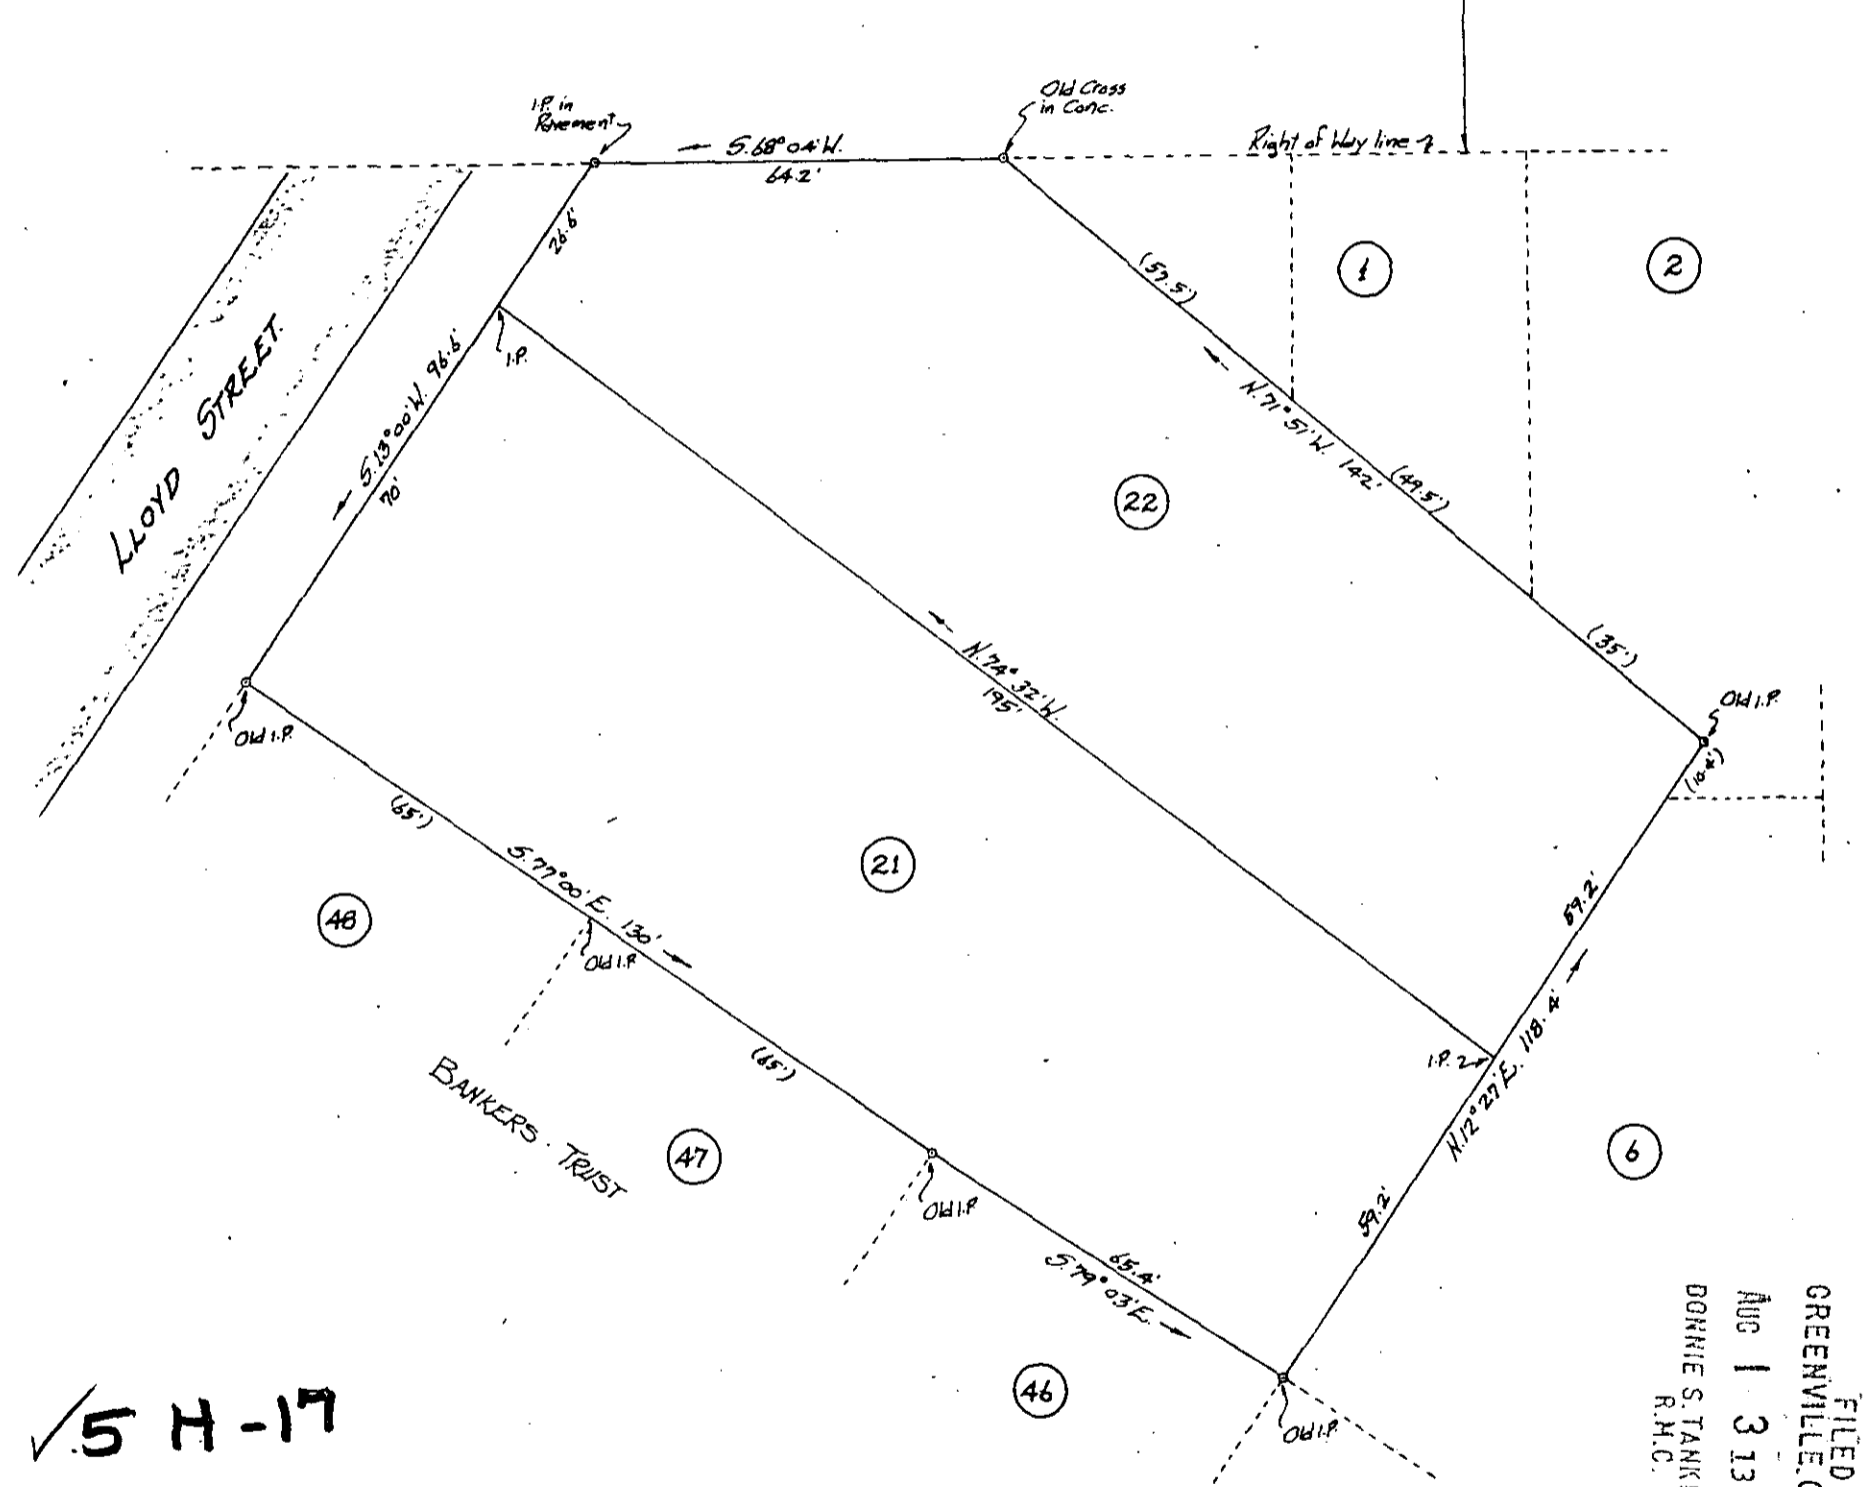 I.P. in
Pavement
Old Cross
in Conc.
Right of Way line
S.68°04'W.
64.2'
26.6'
(57.5')
1
2
I.P.
LLOYD STREET
S.13°00'W. 96.6'
70'
N.71°51'W. 142'
(49.5')
22
(35')
N.74°32'W.
195'
Old I.P.
(10.4')
Old I.P.
(65')
S.77°00'E. 130'
21
59.2'
48
Old I.P.
(65')
I.P.
N.12°27'E. 118.4'
BANKERS TRUST
47
6
Old I.P.
59.2'
65.4'
S.79°03'E.
46
Old I.P.
5 H-17
FILED
GREENVILLE, C
AUG 1 3 13
DONNIE S. TANK
R.M.C.